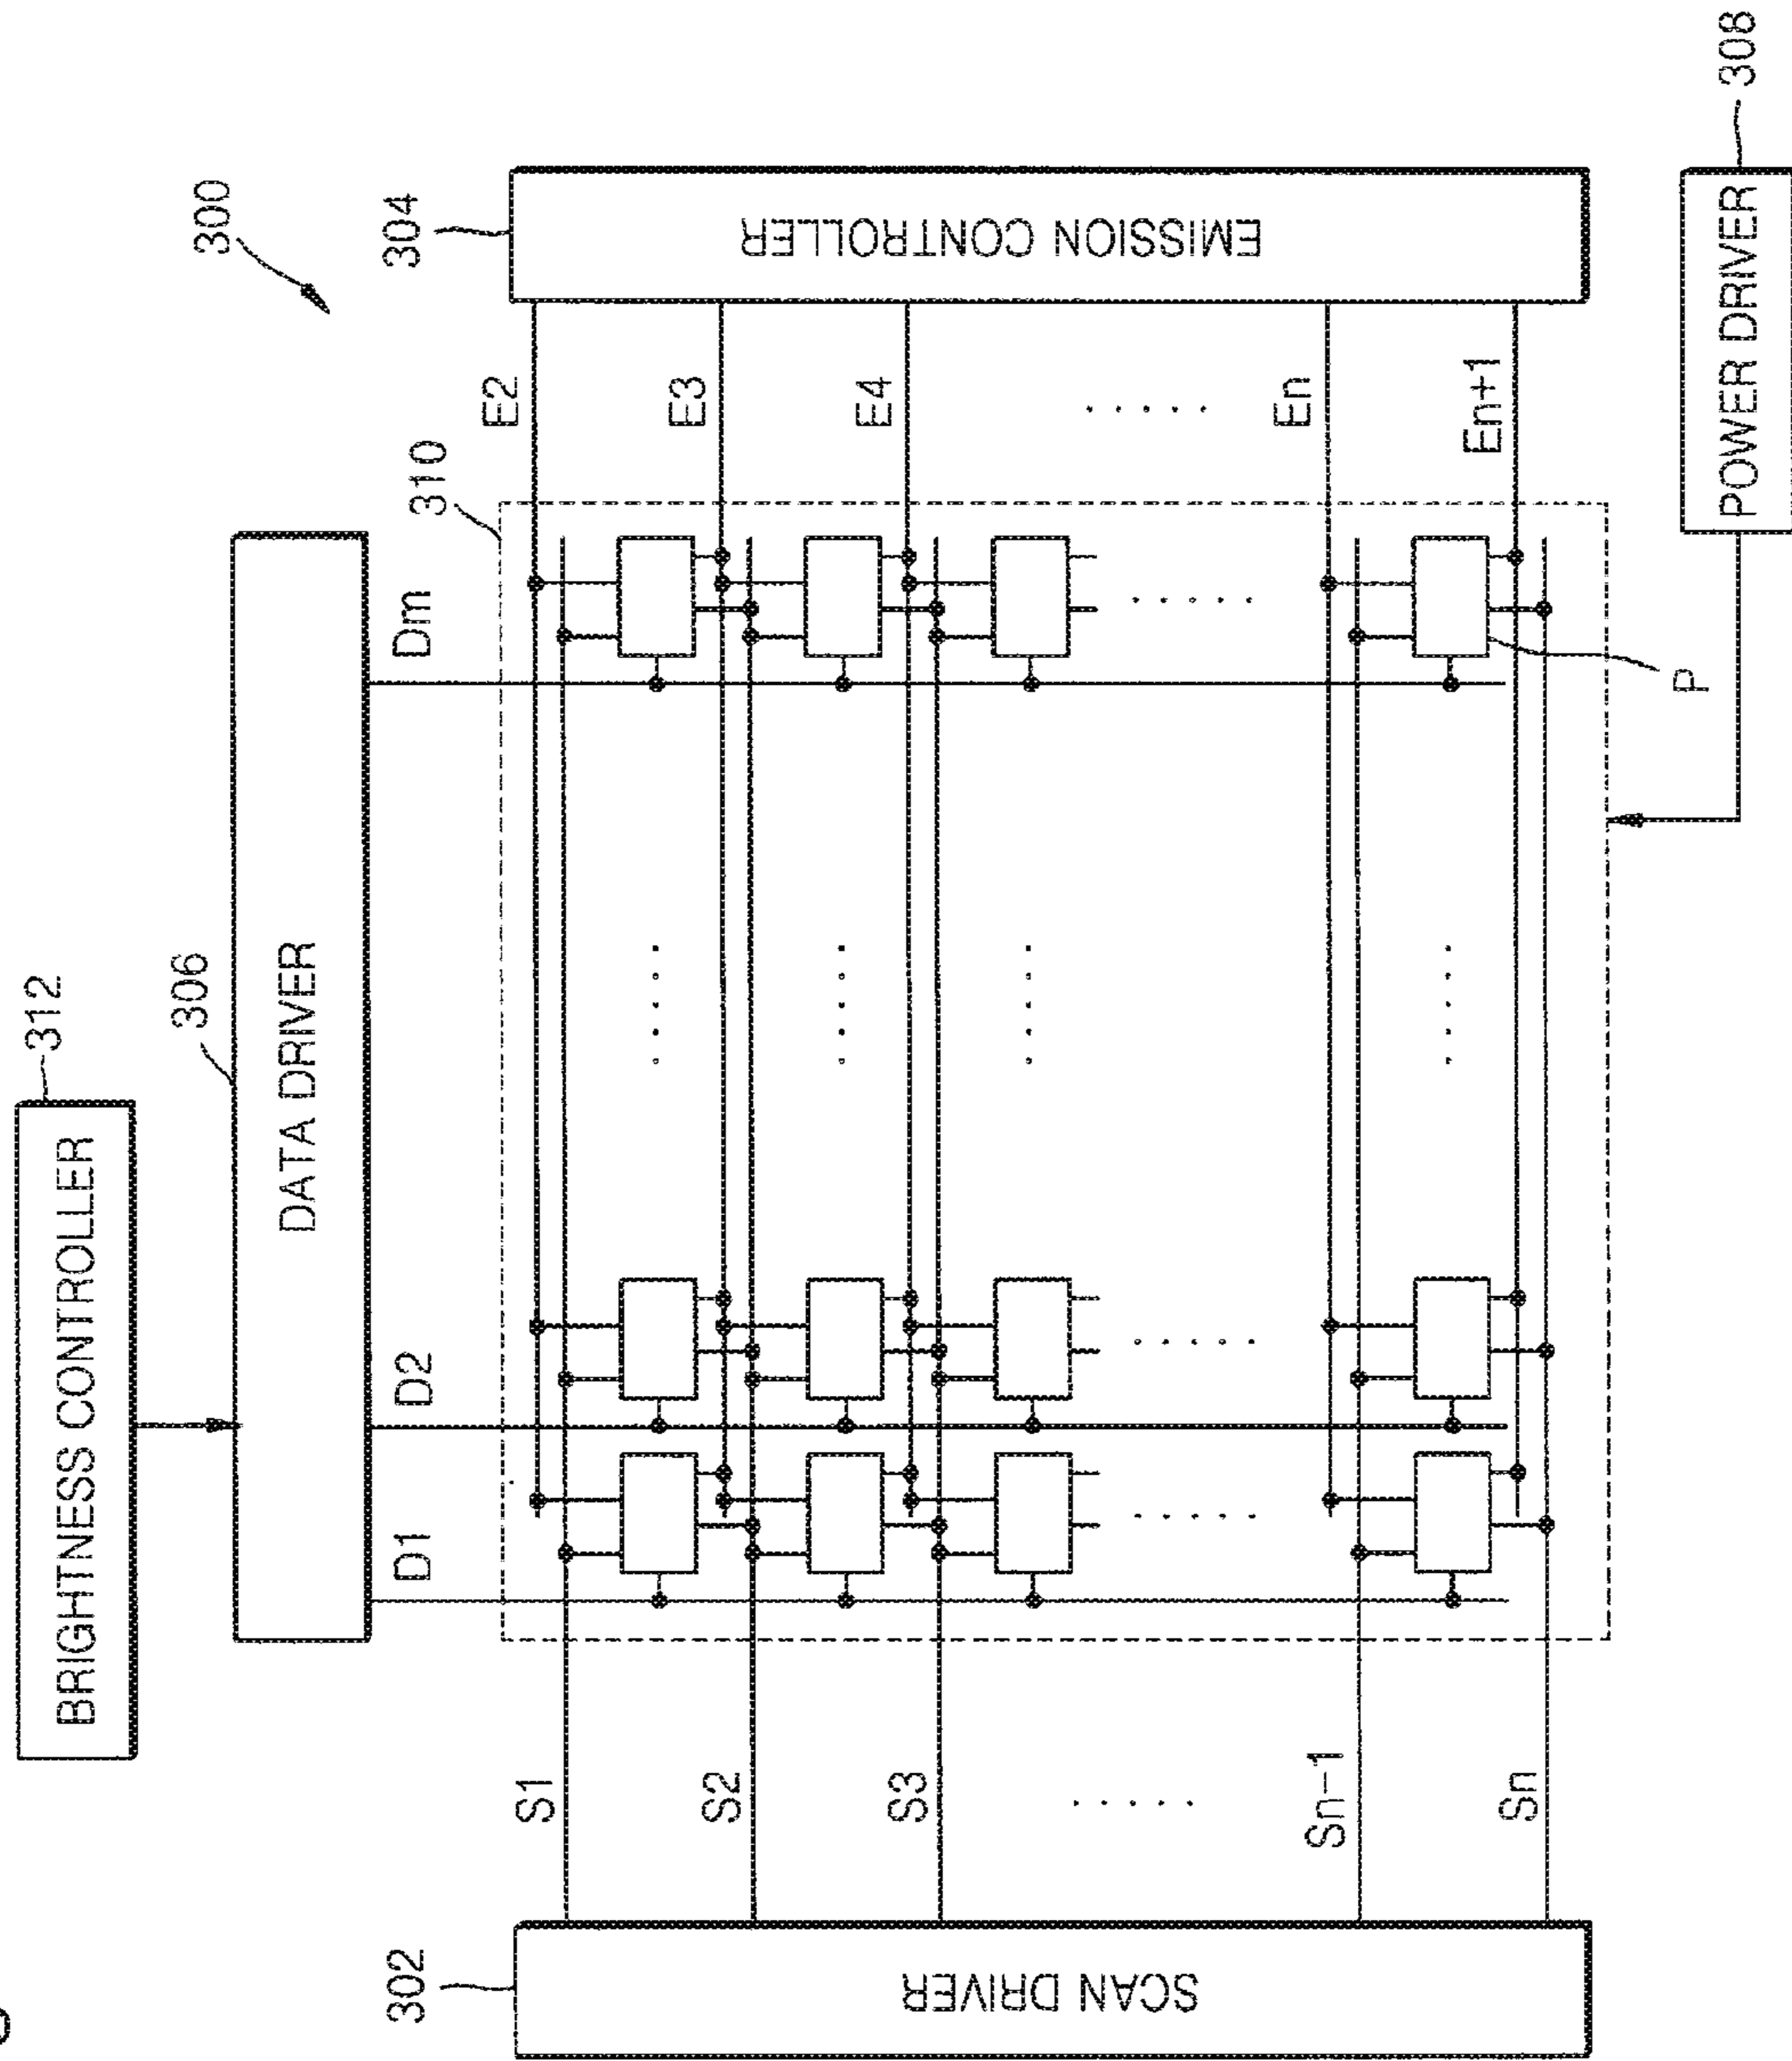 BRIGHTNESS CONTROLLER
312
306
DATA DRIVER
300
310
304
D1
D2
Dm
302
SCAN DRIVER
EMISSION CONTROLLER
S1
S2
S3
.....
Sn-1
Sn
E2
E3
E4
.....
En
En+1
P
POWER DRIVER
308